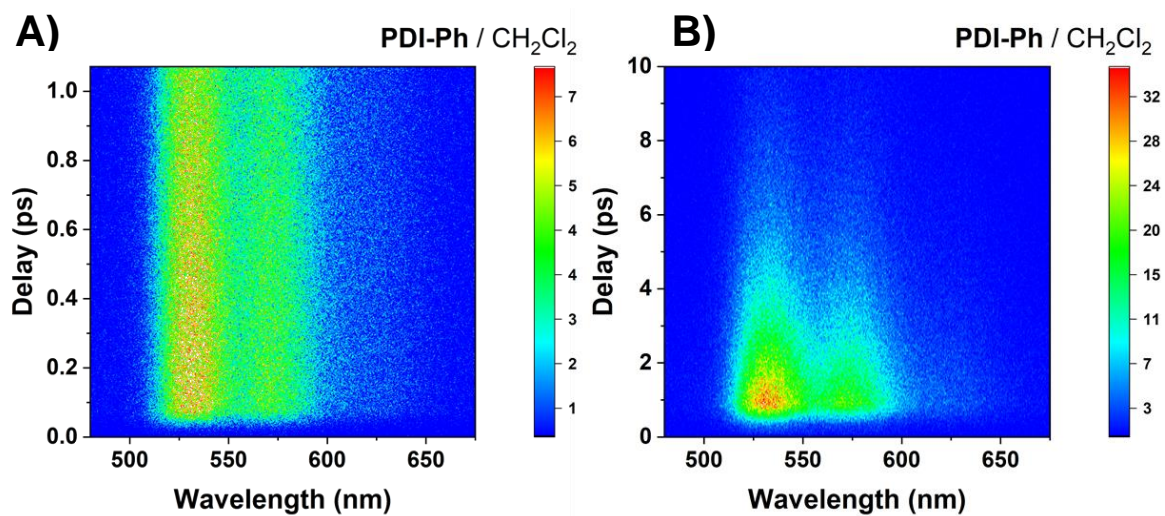 A)
PDI-Ph / CH₂Cl₂
1.0
0.8
0.6
0.4
0.2
0.0
Delay (ps)
500 550 600 650
Wavelength (nm)
7
6
5
4
4
3
2
1
B)
PDI-Ph / CH₂Cl₂
10
8
6
4
2
0
Delay (ps)
500 550 600 650
Wavelength (nm)
32
28
24
20
15
11
7
3